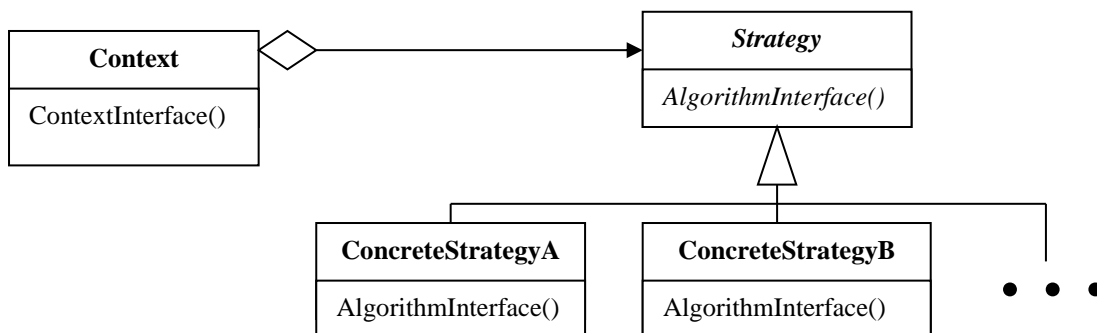 Context
ContextInterface()
Strategy
AlgorithmInterface()
ConcreteStrategyA
AlgorithmInterface()
ConcreteStrategyB
AlgorithmInterface()
• • •